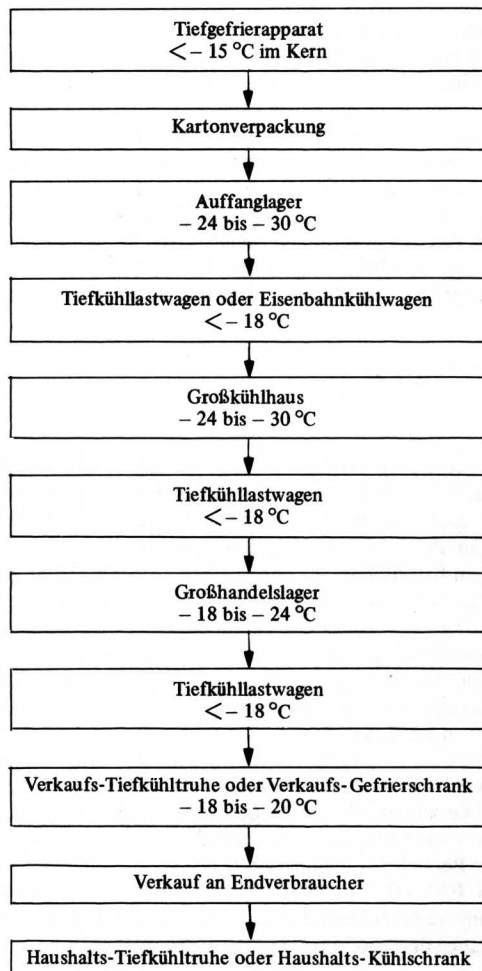 Tiefgefrierapparat
< – 15 °C im Kern
Kartonverpackung
Auffanglager
– 24 bis – 30 °C
Tiefkühllastwagen oder Eisenbahnkühlwagen
< – 18 °C
Großkühlhaus
– 24 bis – 30 °C
Tiefkühllastwagen
< – 18 °C
Großhandelslager
– 18 bis – 24 °C
Tiefkühllastwagen
< – 18 °C
Verkaufs-Tiefkühltruhe oder Verkaufs-Gefrierschrank
– 18 bis – 20 °C
Verkauf an Endverbraucher
Haushalts-Tiefkühltruhe oder Haushalts-Kühlschrank